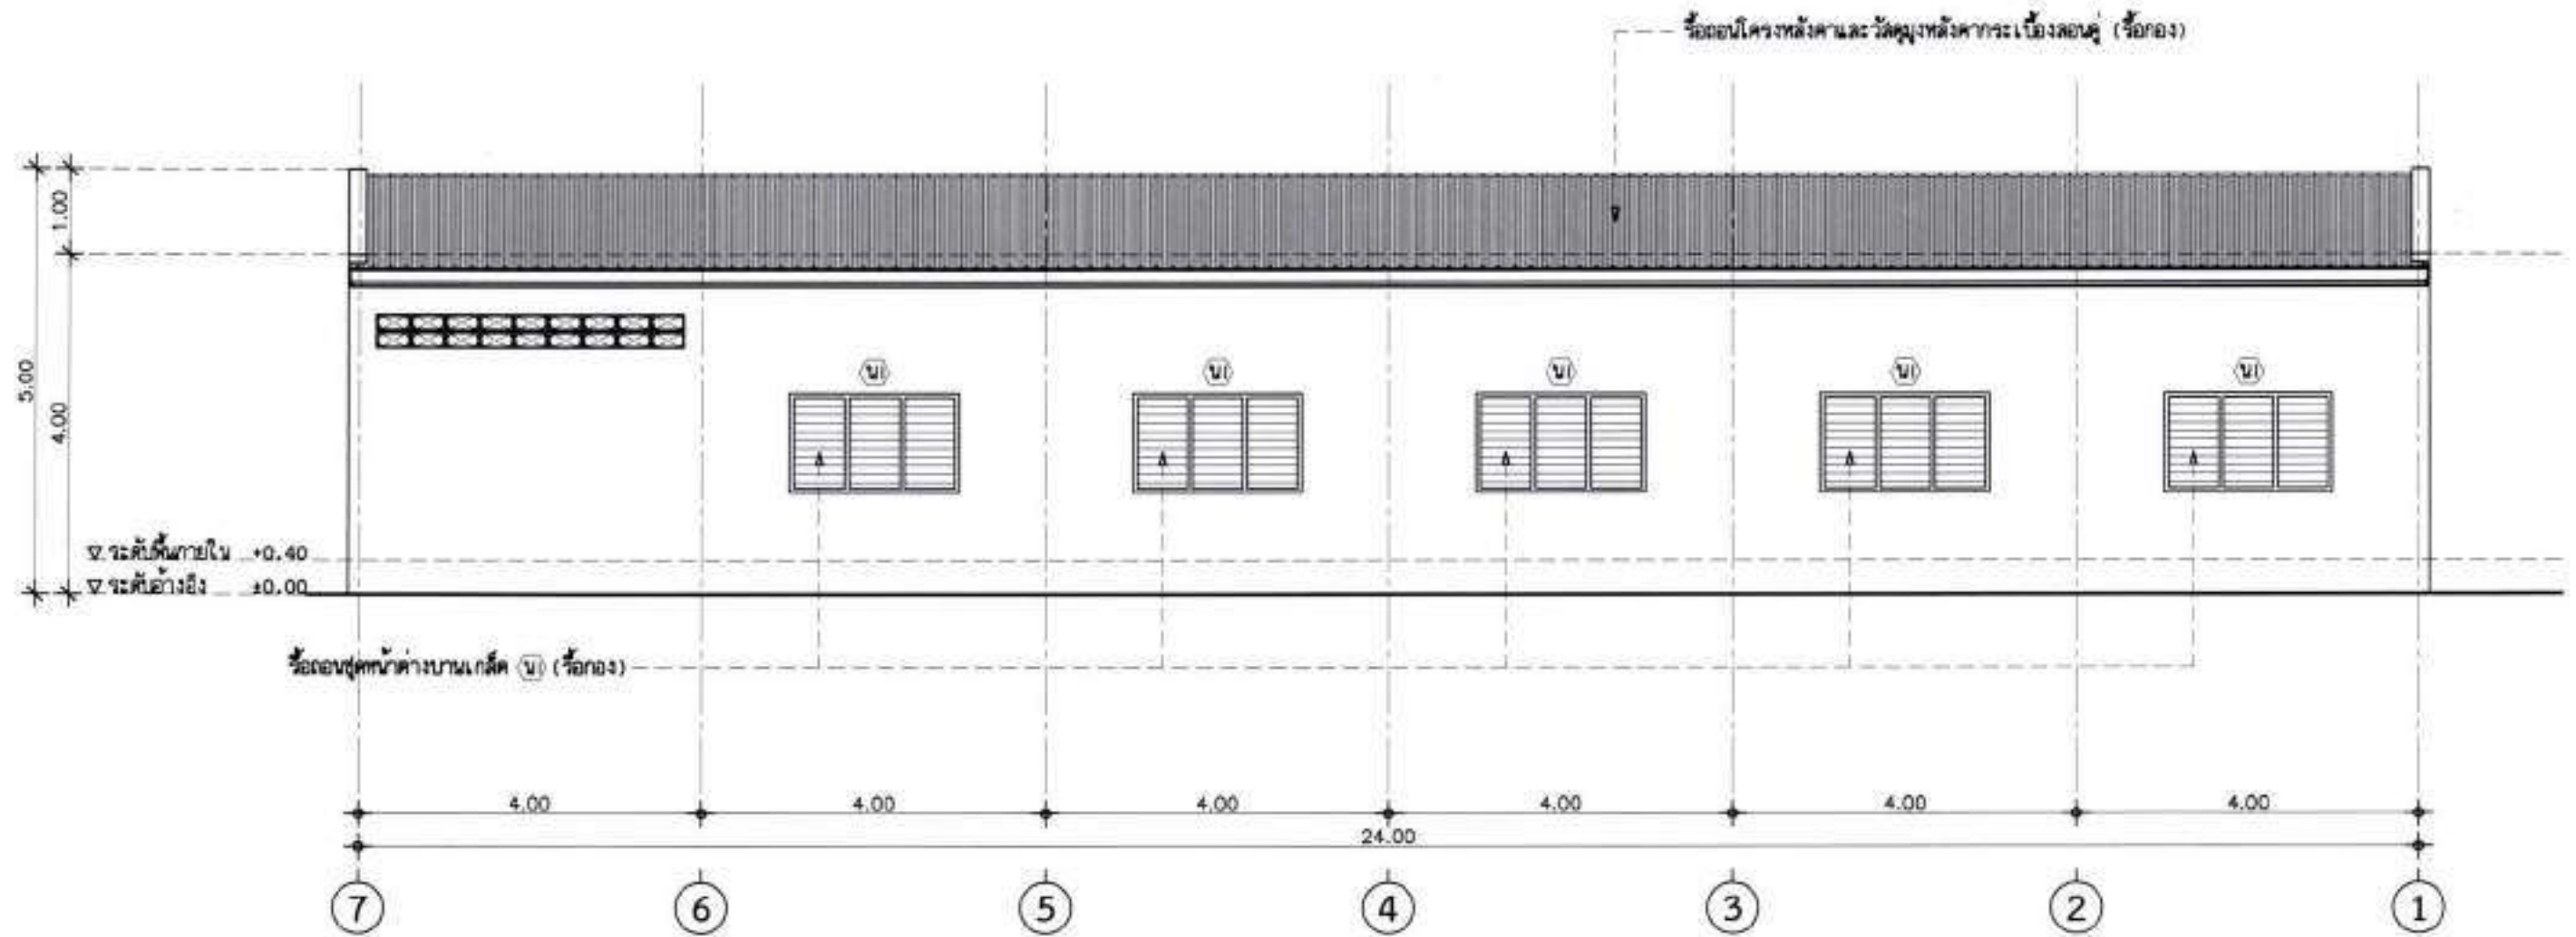 รื้อถอนโครงหลังคาและวัสดุมุงหลังคากระเบื้องลอนคู่ (รื้อกอง)
1.00
5.00
4.00
น1 น1 น1 น1 น1
ระดับพื้นภายใน +0.40
ระดับอ้างอิง ±0.00
รื้อถอนชุดหน้าต่างบานเกล็ด น1 (รื้อกอง)
4.00 4.00 4.00 4.00 4.00 4.00
24.00
7 6 5 4 3 2 1